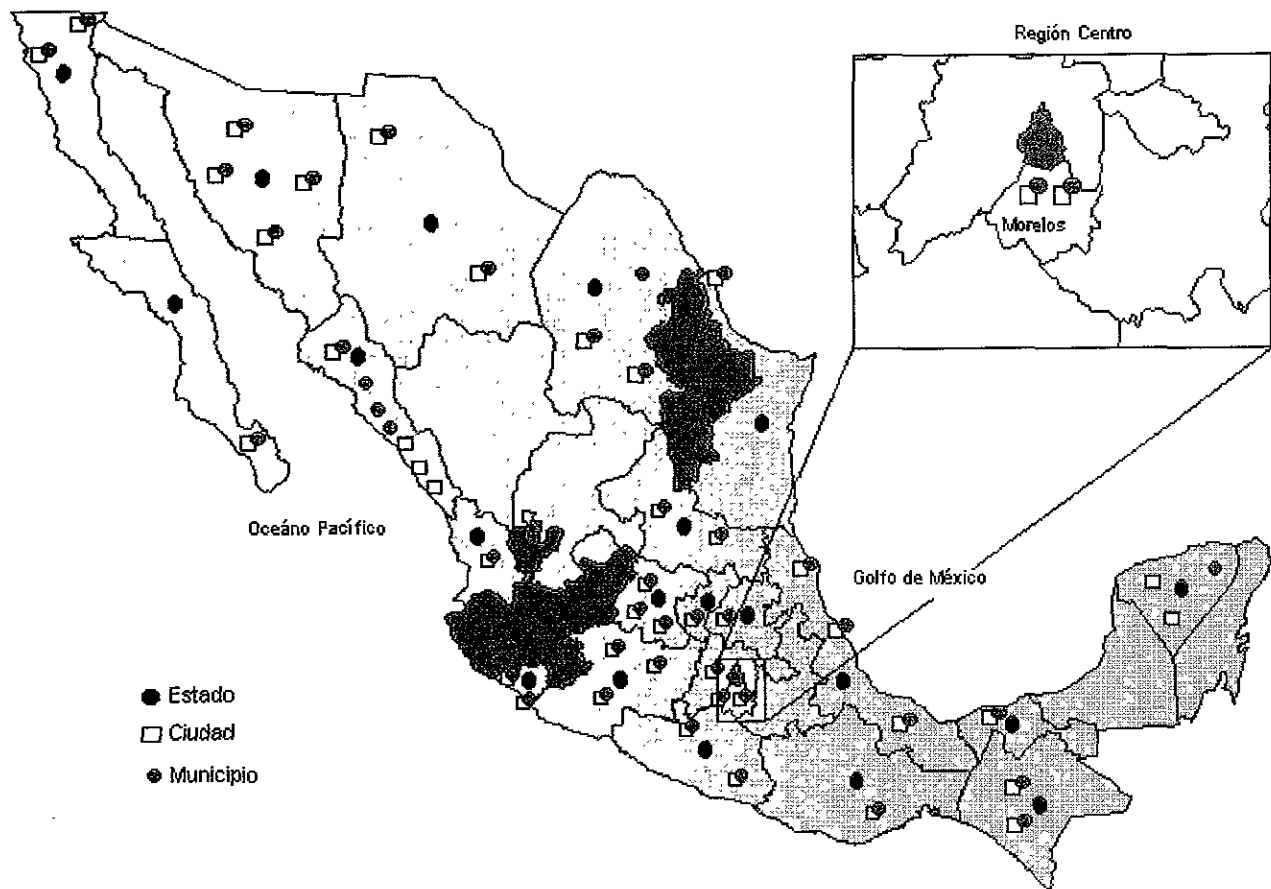 Región Centro
Morelos
Oceáno Pacífico
Golfo de México
Estado
Ciudad
Municipio